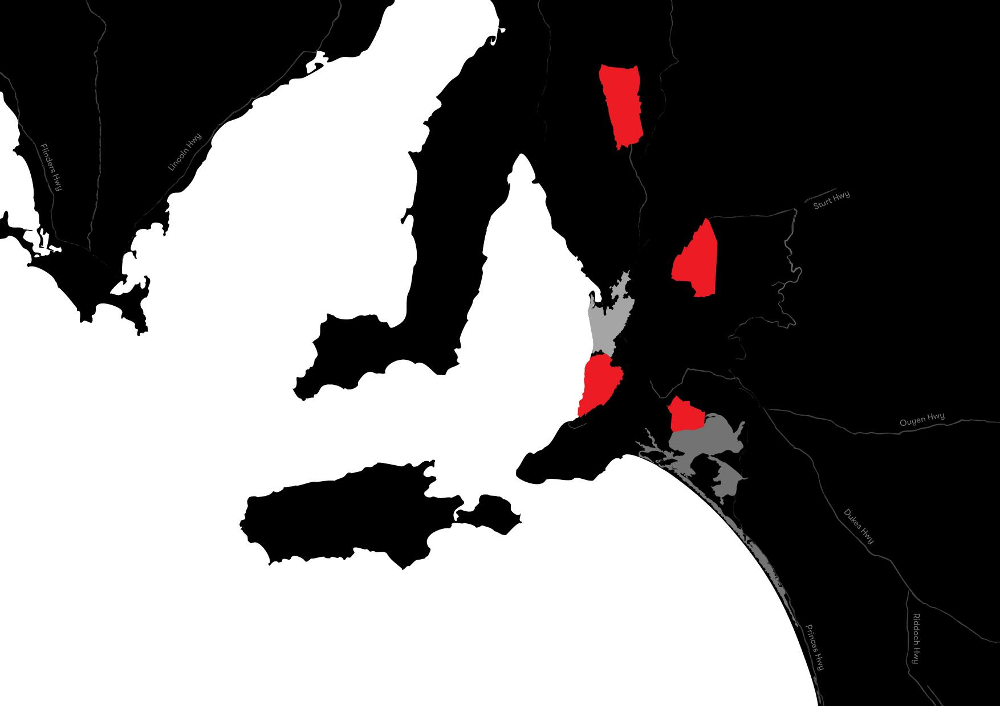 Flinders Hwy
Lincoln Hwy
Sturt Hwy
Ouyen Hwy
Dukes Hwy
Riddoch Hwy
Princes Hwy